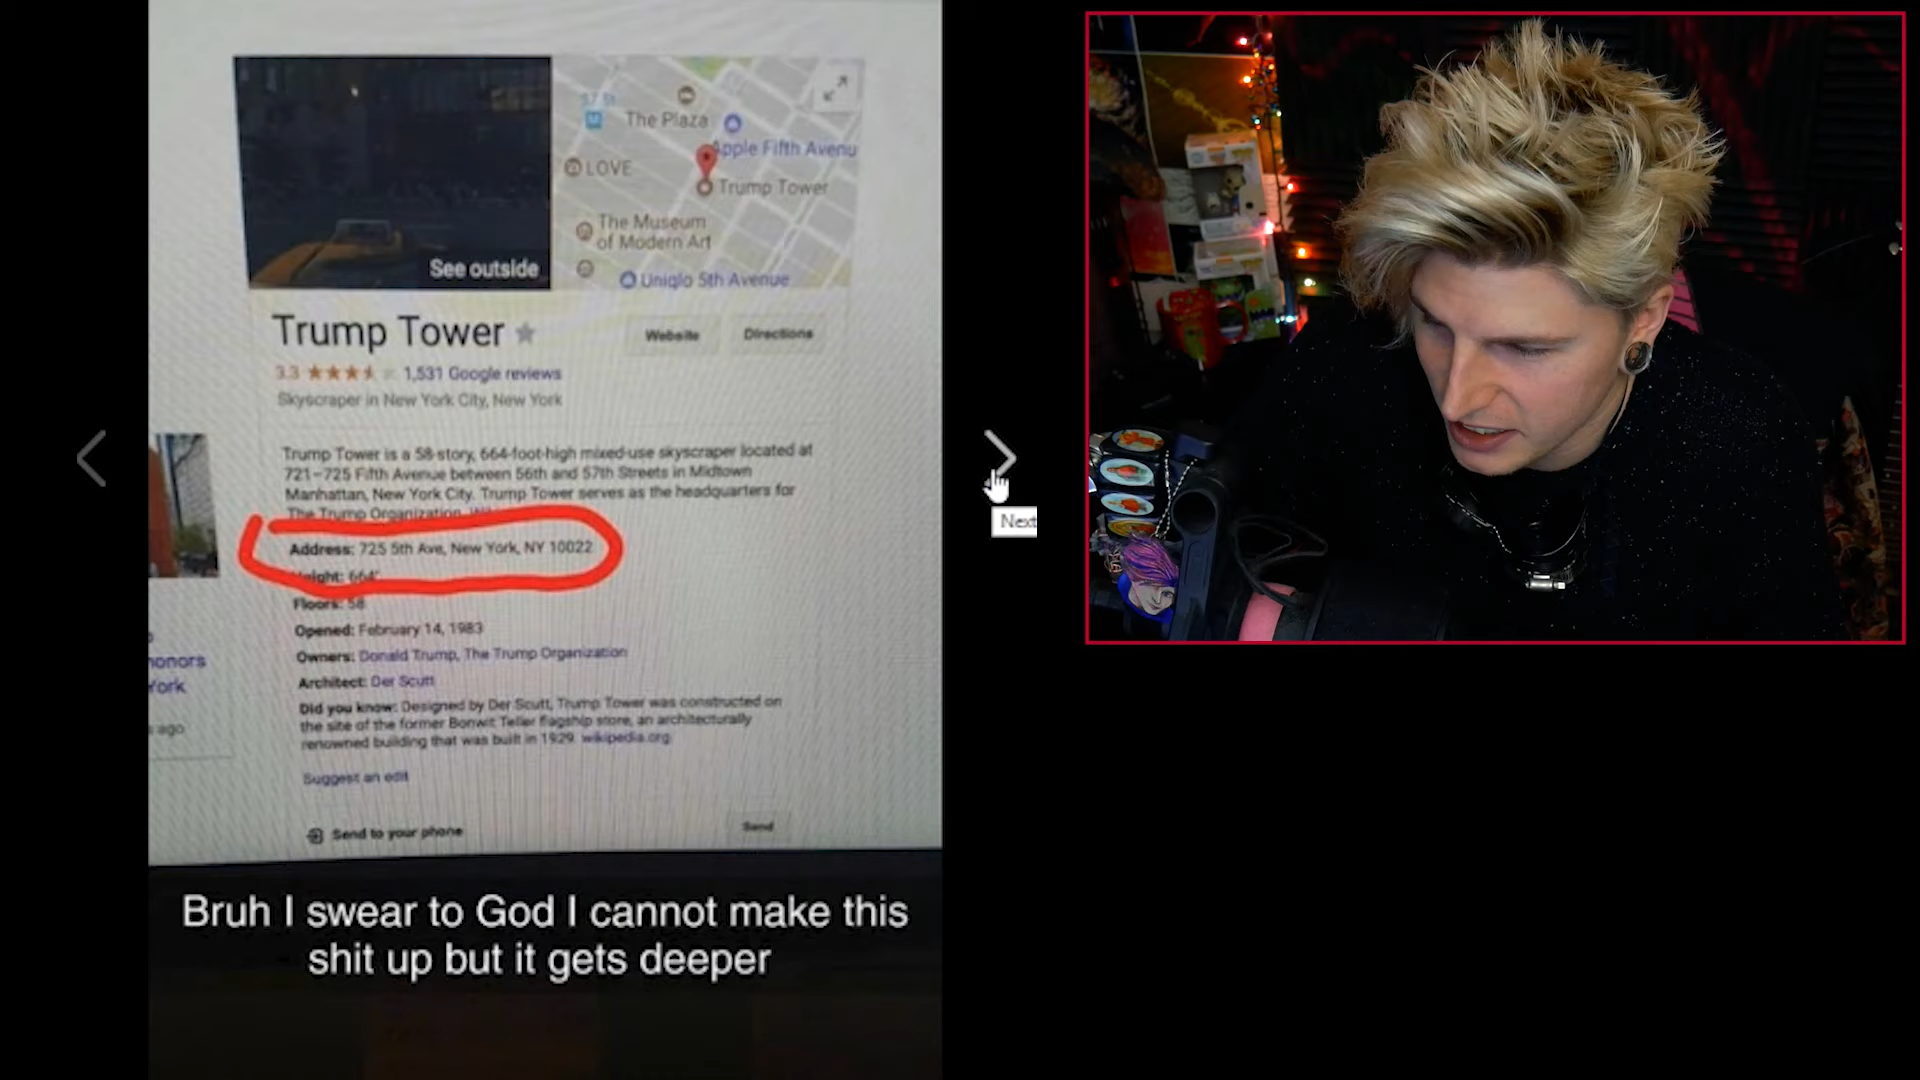 57 St
M
The Plaza
Apple Fifth Avenu
LOVE
Trump Tower
The Museum
of Modern Art
See outside
Uniqlo 5th Avenue
Trump Tower
Website
Directions
3.3
1,531 Google reviews
Skyscraper in New York City, New York
Trump Tower is a 58-story, 664-foot-high mixed-use skyscraper located at
721–725 Fifth Avenue between 56th and 57th Streets in Midtown
Manhattan, New York City. Trump Tower serves as the headquarters for
The Trump Organization.
Address: 725 5th Ave, New York, NY 10022
Height: 664'
Floors: 58
Opened: February 14, 1983
Owners: Donald Trump, The Trump Organization
Architect: Der Scutt
Did you know: Designed by Der Scutt, Trump Tower was constructed on
the site of the former Bonwit Teller flagship store, an architecturally
renowned building that was built in 1929. wikipedia.org
Suggest an edit
Send to your phone
Send
onors
York
s ago
Next
Bruh I swear to God I cannot make this
shit up but it gets deeper